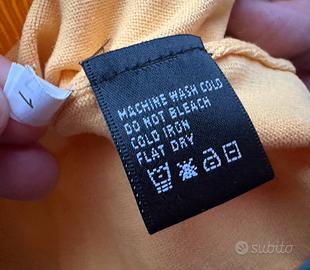 MACHINE WASH COLD
DO NOT BLEACH
COLD IRON
FLAT DRY
subito